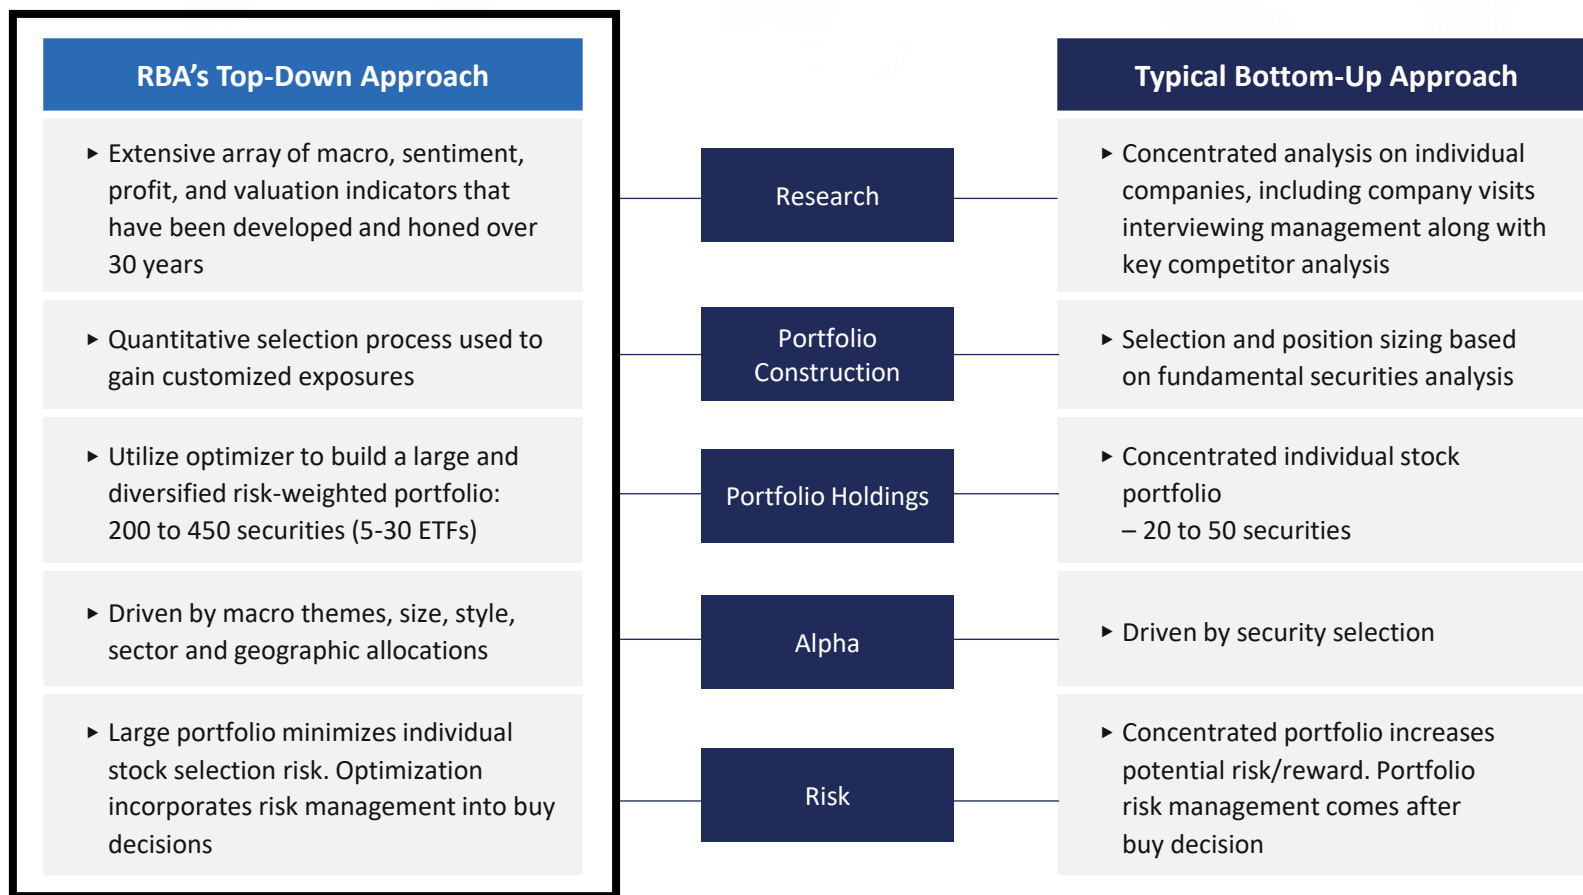 RBA’s Top-Down Approach
Typical Bottom-Up Approach
▸ Extensive array of macro, sentiment,
profit, and valuation indicators that
have been developed and honed over
30 years
Research
▸ Concentrated analysis on individual
companies, including company visits
interviewing management along with
key competitor analysis
▸ Quantitative selection process used to
gain customized exposures
Portfolio
Construction
▸ Selection and position sizing based
on fundamental securities analysis
▸ Utilize optimizer to build a large and
diversified risk-weighted portfolio:
200 to 450 securities (5-30 ETFs)
Portfolio Holdings
▸ Concentrated individual stock
portfolio
– 20 to 50 securities
▸ Driven by macro themes, size, style,
sector and geographic allocations
Alpha
▸ Driven by security selection
▸ Large portfolio minimizes individual
stock selection risk. Optimization
incorporates risk management into buy
decisions
Risk
▸ Concentrated portfolio increases
potential risk/reward. Portfolio
risk management comes after
buy decision